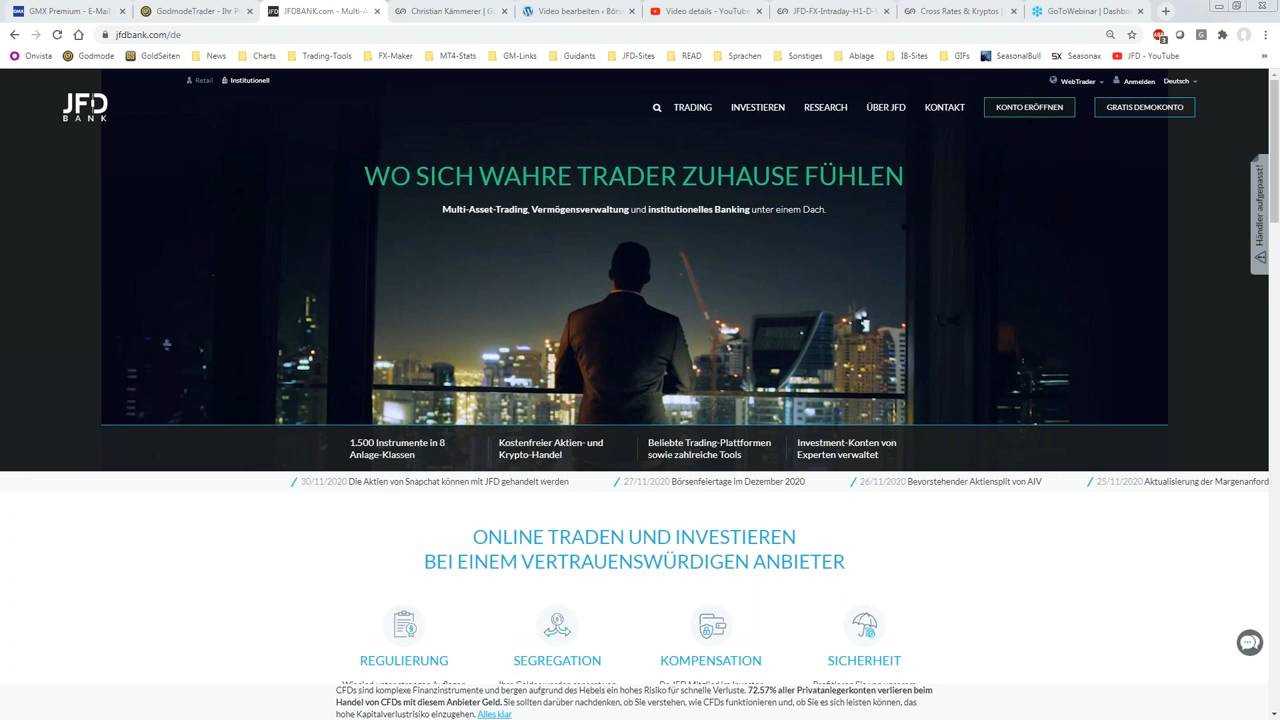 GMX Premium - E-Mail
GodmodeTrader - Ihr P
JFDBANK.com - Multi-A
Christian Kämmerer | G
Video bearbeiten ‹ Börs
Video details - YouTube
JFD-FX-Intraday-H1-D-W
Cross Rates & Kryptos |
GoToWebinar | Dashbo
jfdbank.com/de
Onvista Godmode GoldSeiten News Charts Trading-Tools FX-Maker MT4-Stats GM-Links Guidants JFD-Sites READ Sprachen Sonstiges Ablage IB-Sites GIFs SeasonalBull Seasonax JFD - YouTube »
Retail Institutionell WebTrader Anmelden Deutsch
JFD
BANK
TRADING INVESTIEREN RESEARCH ÜBER JFD KONTAKT KONTO ERÖFFNEN GRATIS DEMOKONTO
WO SICH WAHRE TRADER ZUHAUSE FÜHLEN
Multi-Asset-Trading, Vermögensverwaltung und institutionelles Banking unter einem Dach.
Händler aufgepasst!
1.500 Instrumente in 8
Anlage-Klassen
Kostenfreier Aktien- und
Krypto-Handel
Beliebte Trading-Plattformen
sowie zahlreiche Tools
Investment-Konten von
Experten verwaltet
30/11/2020 Die Aktien von Snapchat können mit JFD gehandelt werden 27/11/2020 Börsenfeiertage im Dezember 2020 26/11/2020 Bevorstehender Aktiensplit von AIV 25/11/2020 Aktualisierung der Margenanford
ONLINE TRADEN UND INVESTIEREN
BEI EINEM VERTRAUENSWÜRDIGEN ANBIETER
REGULIERUNG SEGREGATION KOMPENSATION SICHERHEIT
CFDs sind komplexe Finanzinstrumente und bergen aufgrund des Hebels ein hohes Risiko für schnelle Verluste. 72.57% aller Privatanlegerkonten verlieren beim
Handel von CFDs mit diesem Anbieter Geld. Sie sollten darüber nachdenken, ob Sie verstehen, wie CFDs funktionieren und, ob Sie es sich leisten können, das
hohe Kapitalverlustrisiko einzugehen. Alles klar